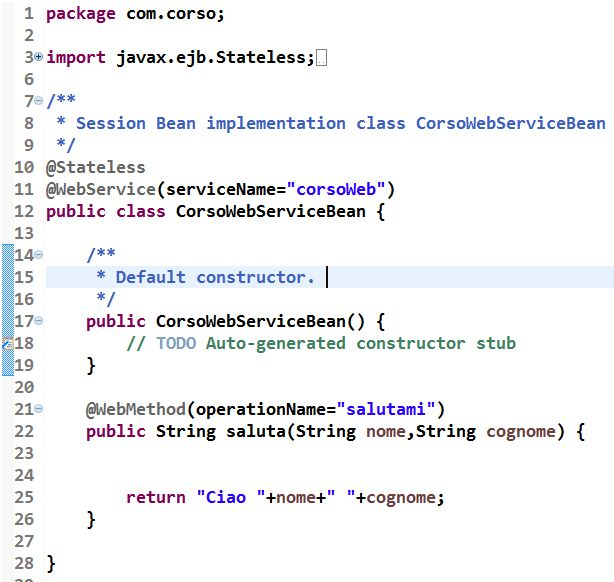 1 package com.corso;
2
3 import javax.ejb.Stateless;
6
7 /**
8  * Session Bean implementation class CorsoWebServiceBean
9  */
10 @Stateless
11 @WebService(serviceName="corsoWeb")
12 public class CorsoWebServiceBean {
13
14     /**
15      * Default constructor.
16      */
17     public CorsoWebServiceBean() {
18         // TODO Auto-generated constructor stub
19     }
20
21     @WebMethod(operationName="salutami")
22     public String saluta(String nome,String cognome) {
23
24
25         return "Ciao "+nome+" "+cognome;
26     }
27
28 }